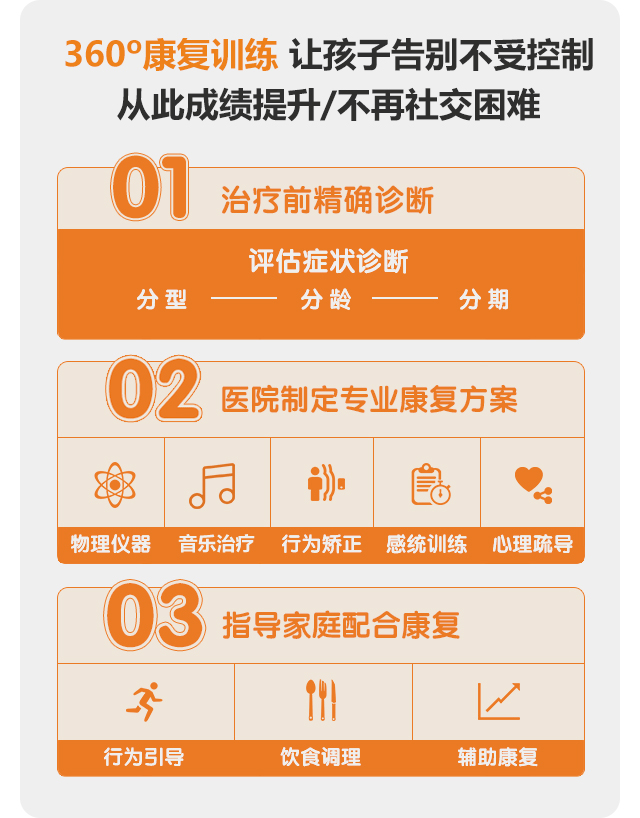 360°康复训练 让孩子告别不受控制
从此成绩提升/不再社交困难
01 治疗前精确诊断
评估症状诊断
分型 分龄 分期
02 医院制定专业康复方案
物理仪器 音乐治疗 行为矫正 感统训练 心理疏导
03 指导家庭配合康复
行为引导 饮食调理 辅助康复